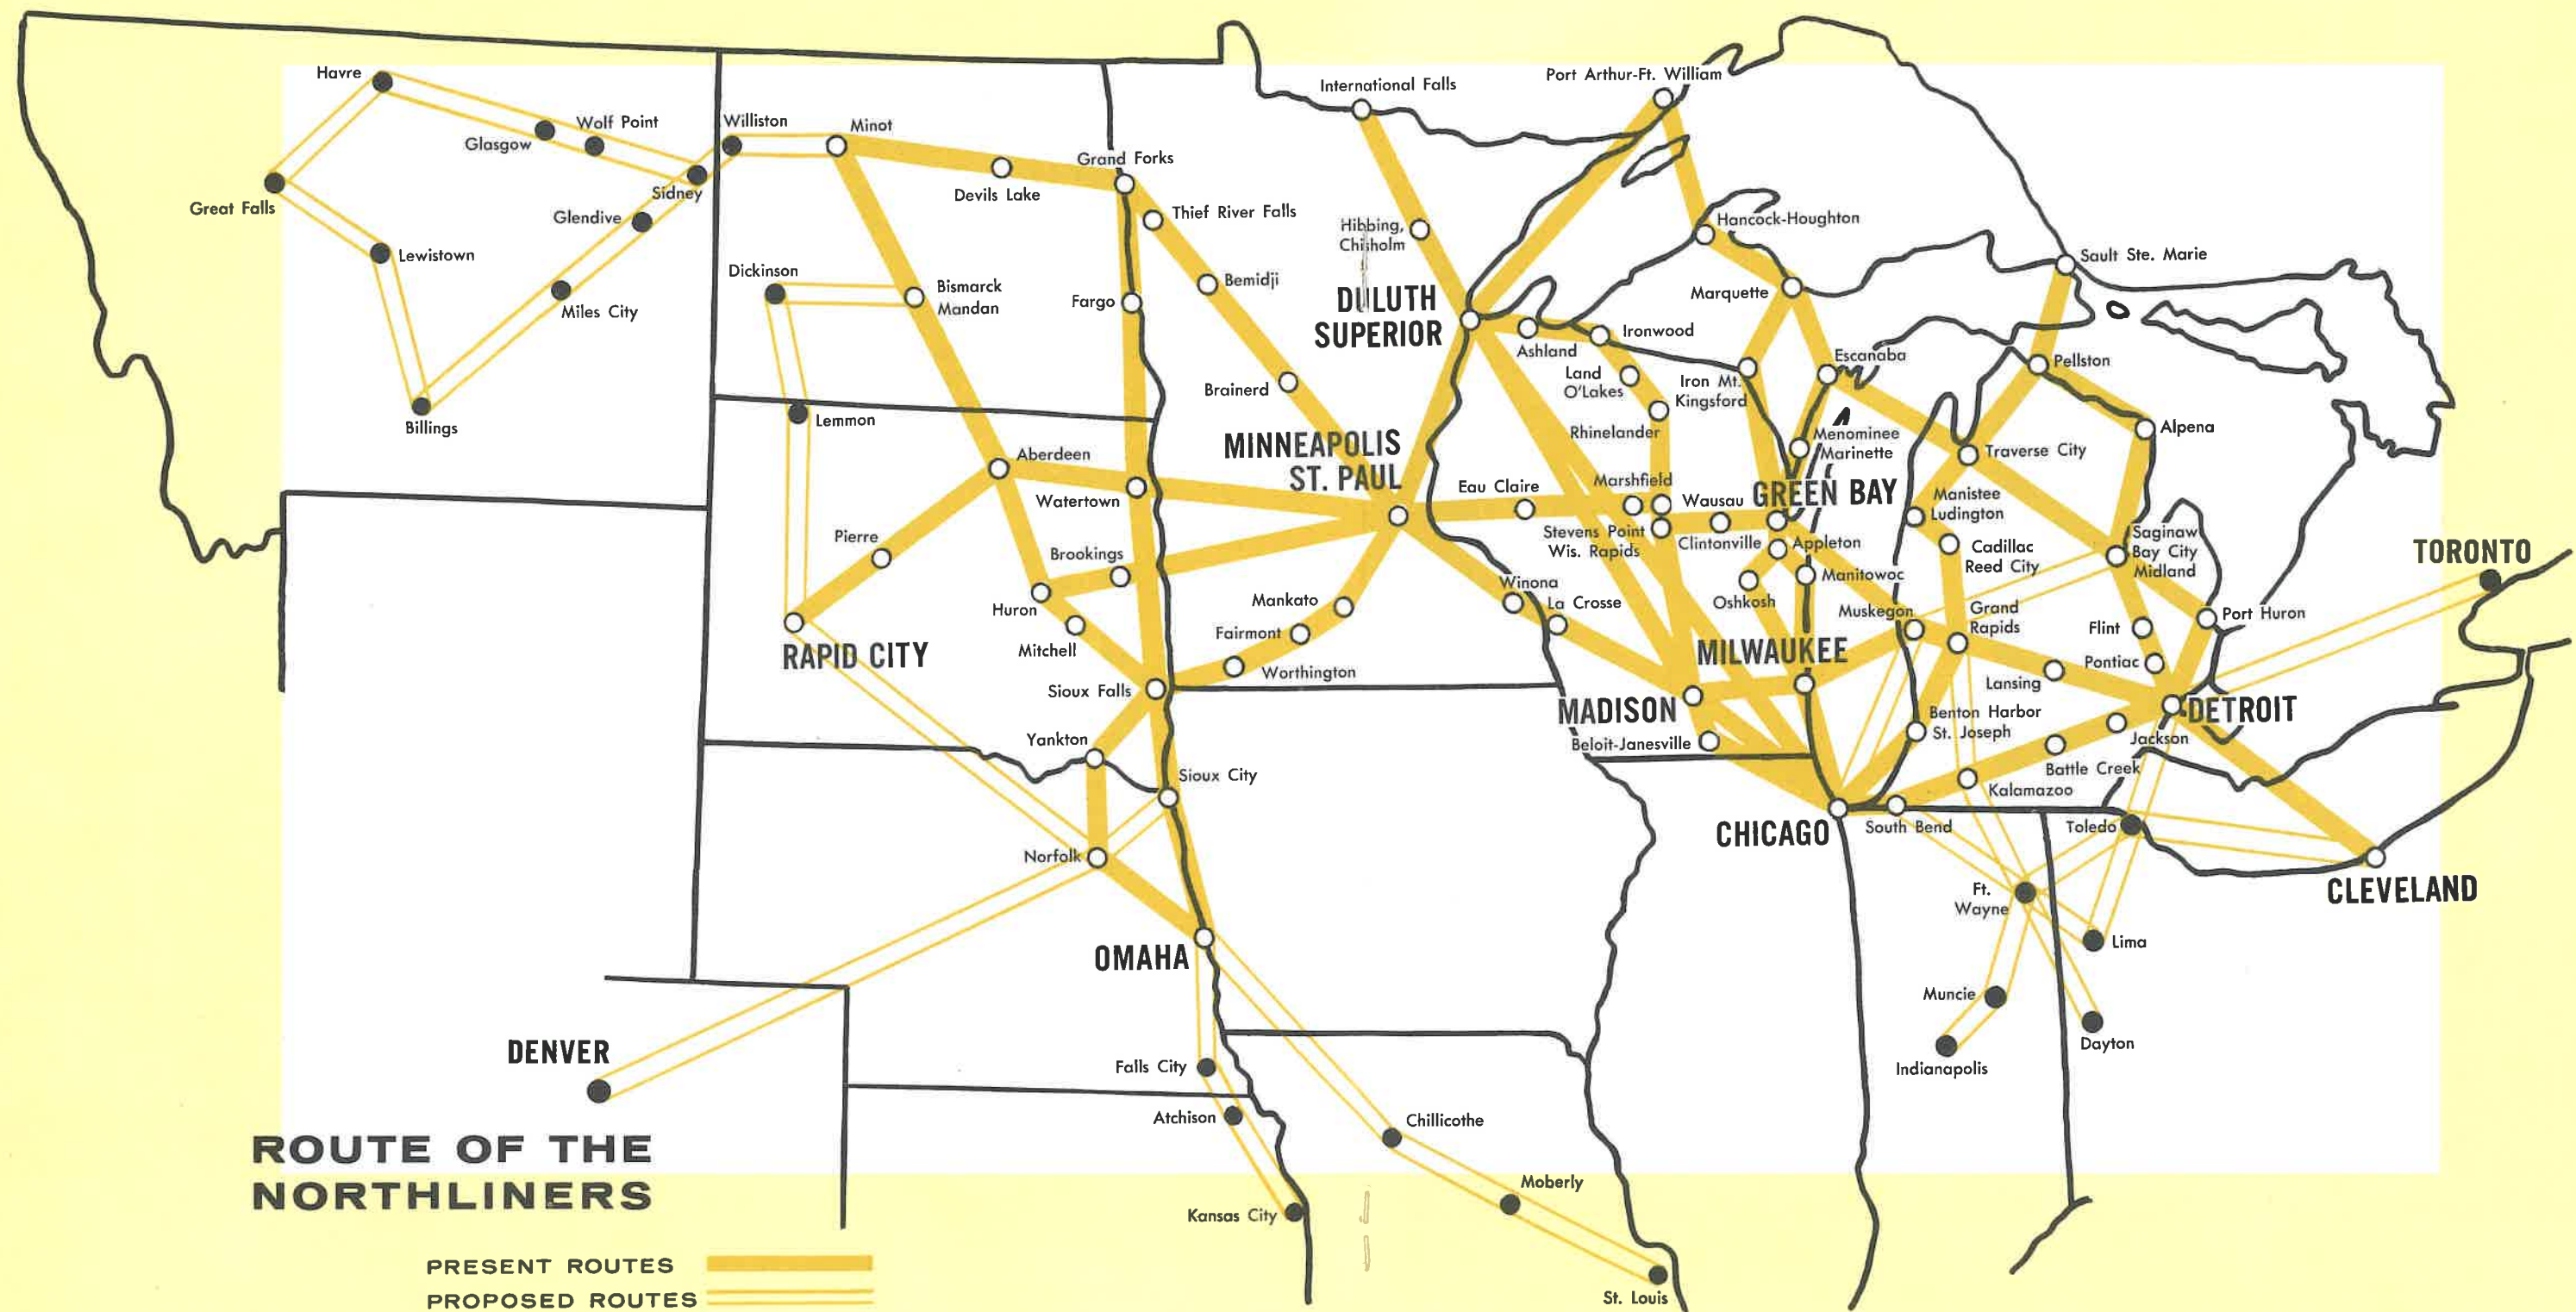 Havre
Wolf Point
Glasgow
Williston
Minot
Sidney
Great Falls
Glendive
Lewistown
Miles City
Billings
Devils Lake
Grand Forks
Thief River Falls
Dickinson
Bismarck
Mandan
Fargo
Bemidji
Brainerd
Lemmon
Aberdeen
Watertown
Pierre
Brookings
Huron
Mitchell
RAPID CITY
Sioux Falls
Yankton
Sioux City
Norfolk
OMAHA
DENVER
Falls City
Atchison
Kansas City
Chillicothe
Moberly
St. Louis
International Falls
Port Arthur-Ft. William
Hibbing,
Chisholm
DULUTH
SUPERIOR
Hancock-Houghton
Marquette
Sault Ste. Marie
Ashland
Ironwood
Land
O'Lakes
Rhinelander
Iron Mt.
Kingsford
Escanaba
Pellston
Alpena
Menominee
Marinette
Traverse City
MINNEAPOLIS
ST. PAUL
Eau Claire
Marshfield
Wausau
GREEN BAY
Stevens Point
Wis. Rapids
Clintonville
Appleton
Manitowoc
Oshkosh
Manistee
Ludington
Cadillac
Reed City
Saginaw
Bay City
Midland
TORONTO
Mankato
Fairmont
Worthington
Winona
La Crosse
Muskegon
Grand
Rapids
Flint
Port Huron
Pontiac
Lansing
MILWAUKEE
MADISON
Beloit-Janesville
Benton Harbor
St. Joseph
DETROIT
Jackson
Battle Creek
Kalamazoo
CHICAGO
South Bend
Toledo
CLEVELAND
Ft.
Wayne
Lima
Muncie
Dayton
Indianapolis
ROUTE OF THE
NORTHLINERS
PRESENT ROUTES
PROPOSED ROUTES